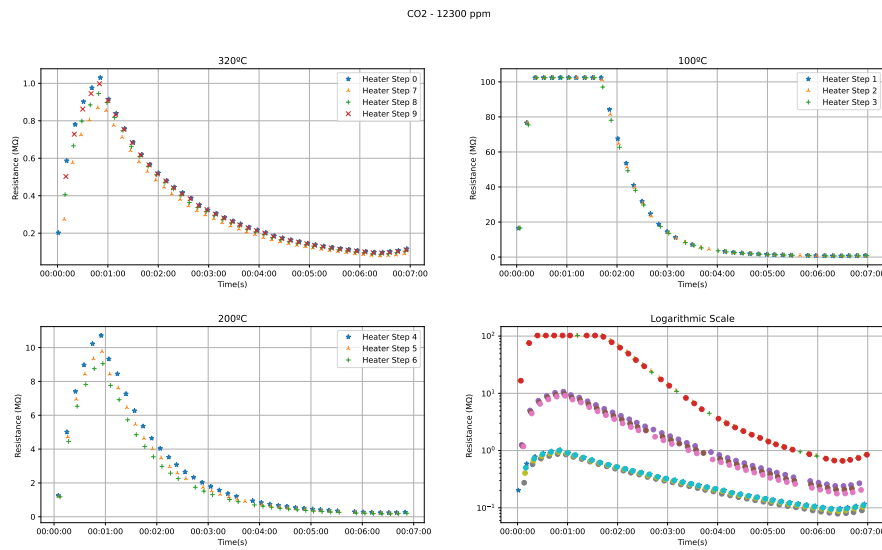 CO2 - 12300 ppm
320ºC
Resistance (MΩ)
1.0
0.8
0.6
0.4
0.2
Heater Step 0
Heater Step 7
Heater Step 8
Heater Step 9
00:00:00 00:01:00 00:02:00 00:03:00 00:04:00 00:05:00 00:06:00 00:07:00
Time(s)
100ºC
Resistance (MΩ)
100
80
60
40
20
0
Heater Step 1
Heater Step 2
Heater Step 3
00:00:00 00:01:00 00:02:00 00:03:00 00:04:00 00:05:00 00:06:00 00:07:00
Time(s)
200ºC
Resistance (MΩ)
10
8
6
4
2
0
Heater Step 4
Heater Step 5
Heater Step 6
00:00:00 00:01:00 00:02:00 00:03:00 00:04:00 00:05:00 00:06:00 00:07:00
Time(s)
Logarithmic Scale
Resistance (MΩ)
10²
10¹
10⁰
10⁻¹
00:00:00 00:01:00 00:02:00 00:03:00 00:04:00 00:05:00 00:06:00 00:07:00
Time(s)